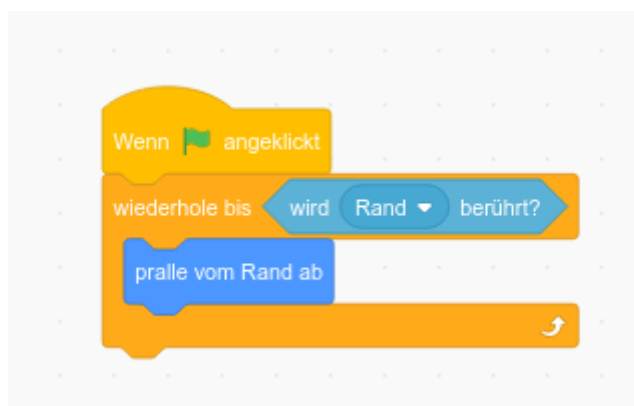 Wenn angeklickt
wiederhole bis wird Rand berührt?
pralle vom Rand ab